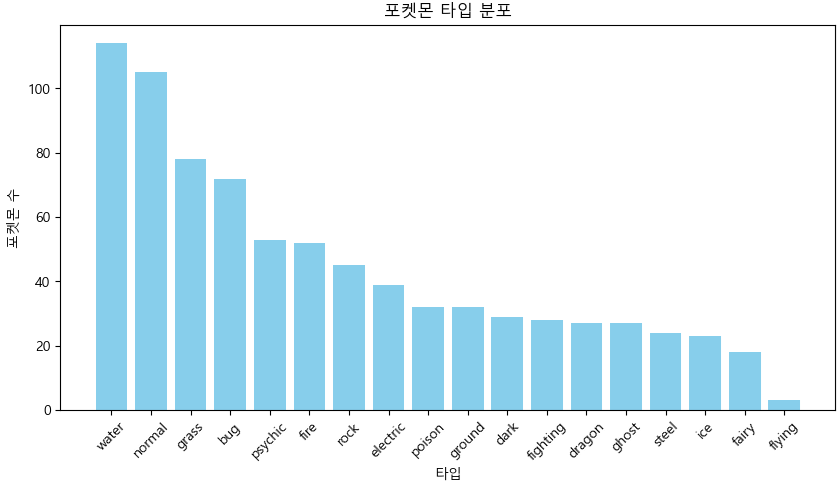 포켓몬 타입 분포
포켓몬 수
100
80
60
40
20
0
water normal grass bug psychic fire rock electric poison ground dark fighting dragon ghost steel ice fairy flying
타입